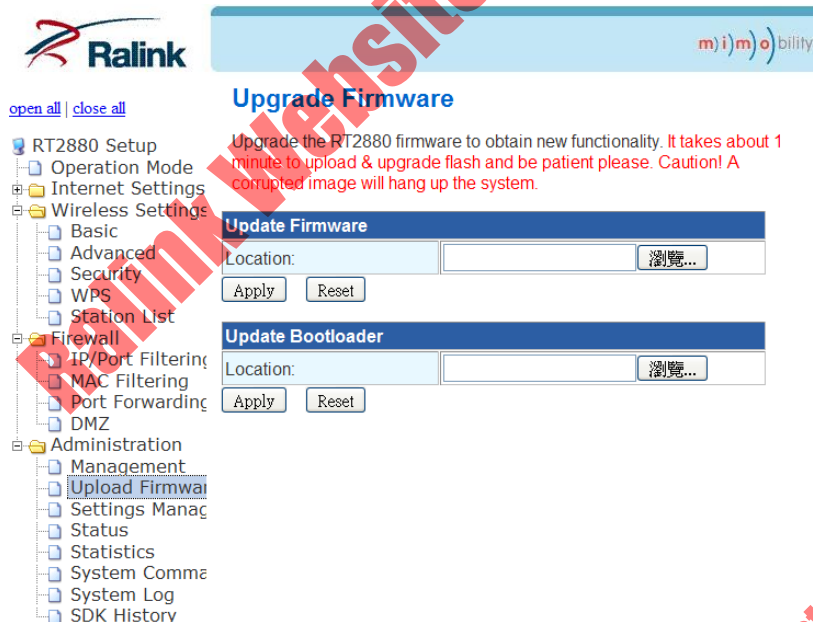 Ralink
m)i)m)o)bility
open all | close all
RT2880 Setup
Operation Mode
Internet Settings
Wireless Settings
Basic
Advanced
Security
WPS
Station List
Firewall
IP/Port Filtering
MAC Filtering
Port Forwarding
DMZ
Administration
Management
Upload Firmwar
Settings Manag
Status
Statistics
System Comma
System Log
SDK History
Upgrade Firmware
Upgrade the RT2880 firmware to obtain new functionality. It takes about 1
minute to upload & upgrade flash and be patient please. Caution! A
corrupted image will hang up the system.
Update Firmware
Location:
瀏覽...
Apply
Reset
Update Bootloader
Location:
瀏覽...
Apply
Reset
Ralink Website